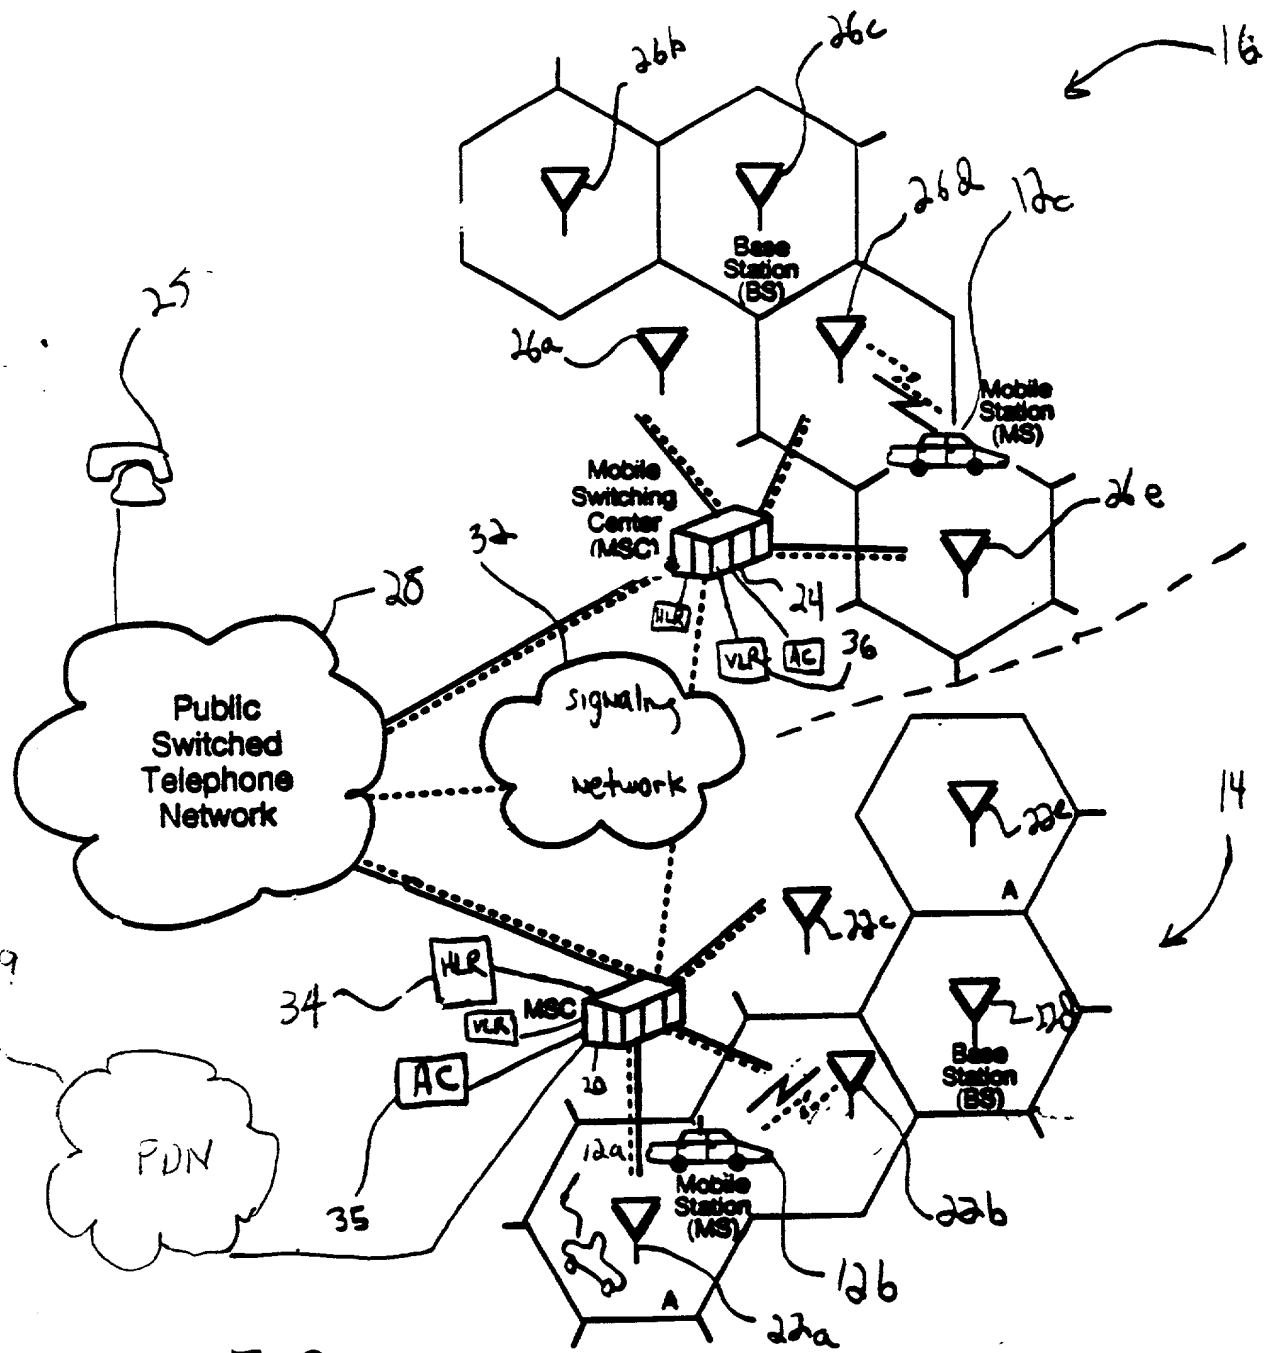 26b
26c
16
26d
12c
Base
Station
(BS)
25
26a
Mobile
Station
(MS)
Mobile
Switching
Center
(MSC)
26e
32
28
24
HLR
VLR
AC
36
Public
Switched
Telephone
Network
Signaling
Network
14
22e
A
22c
HLR
34
MSC
VLR
22d
AC
20
Base
Station
(BS)
PDN
35
12a
Mobile
Station
(MS)
22b
12b
A
22a